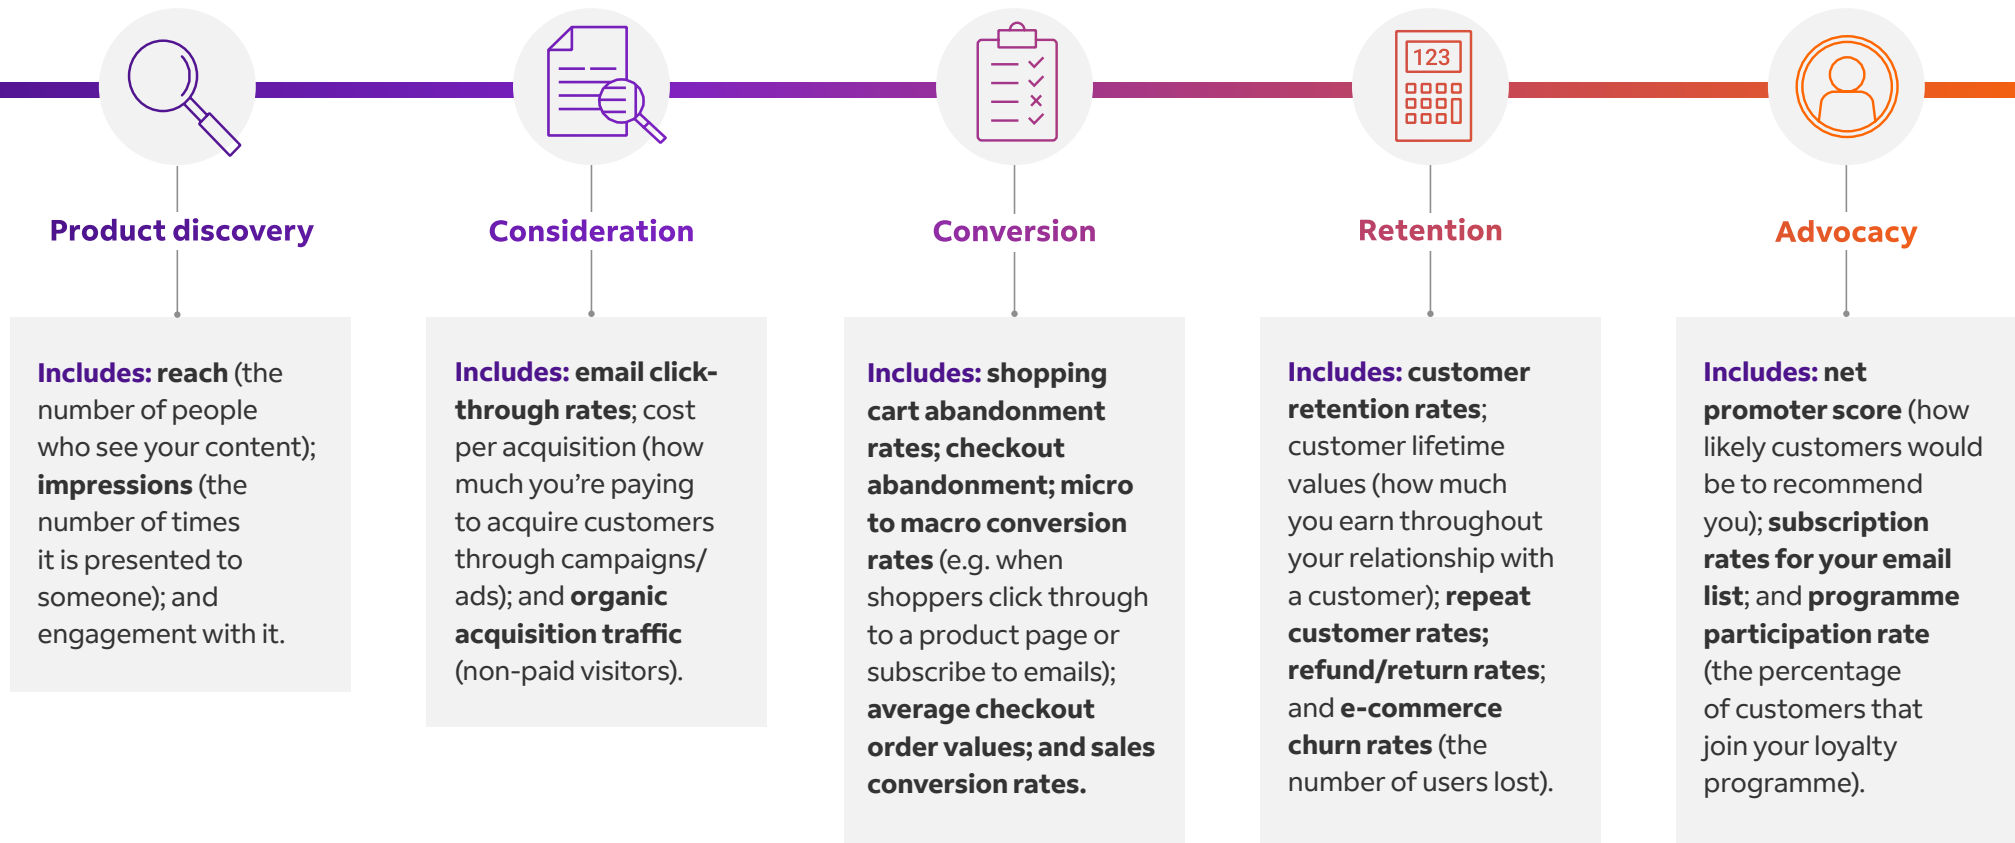 123
Product discovery
Includes: reach (the
number of people
who see your content);
impressions (the
number of times
it is presented to
someone); and
engagement with it.
Consideration
Includes: email click-
through rates; cost
per acquisition (how
much you’re paying
to acquire customers
through campaigns/
ads); and organic
acquisition traffic
(non-paid visitors).
Conversion
Includes: shopping
cart abandonment
rates; checkout
abandonment; micro
to macro conversion
rates (e.g. when
shoppers click through
to a product page or
subscribe to emails);
average checkout
order values; and sales
conversion rates.
Retention
Includes: customer
retention rates;
customer lifetime
values (how much
you earn throughout
your relationship with
a customer); repeat
customer rates;
refund/return rates;
and e-commerce
churn rates (the
number of users lost).
Advocacy
Includes: net
promoter score (how
likely customers would
be to recommend
you); subscription
rates for your email
list; and programme
participation rate
(the percentage
of customers that
join your loyalty
programme).